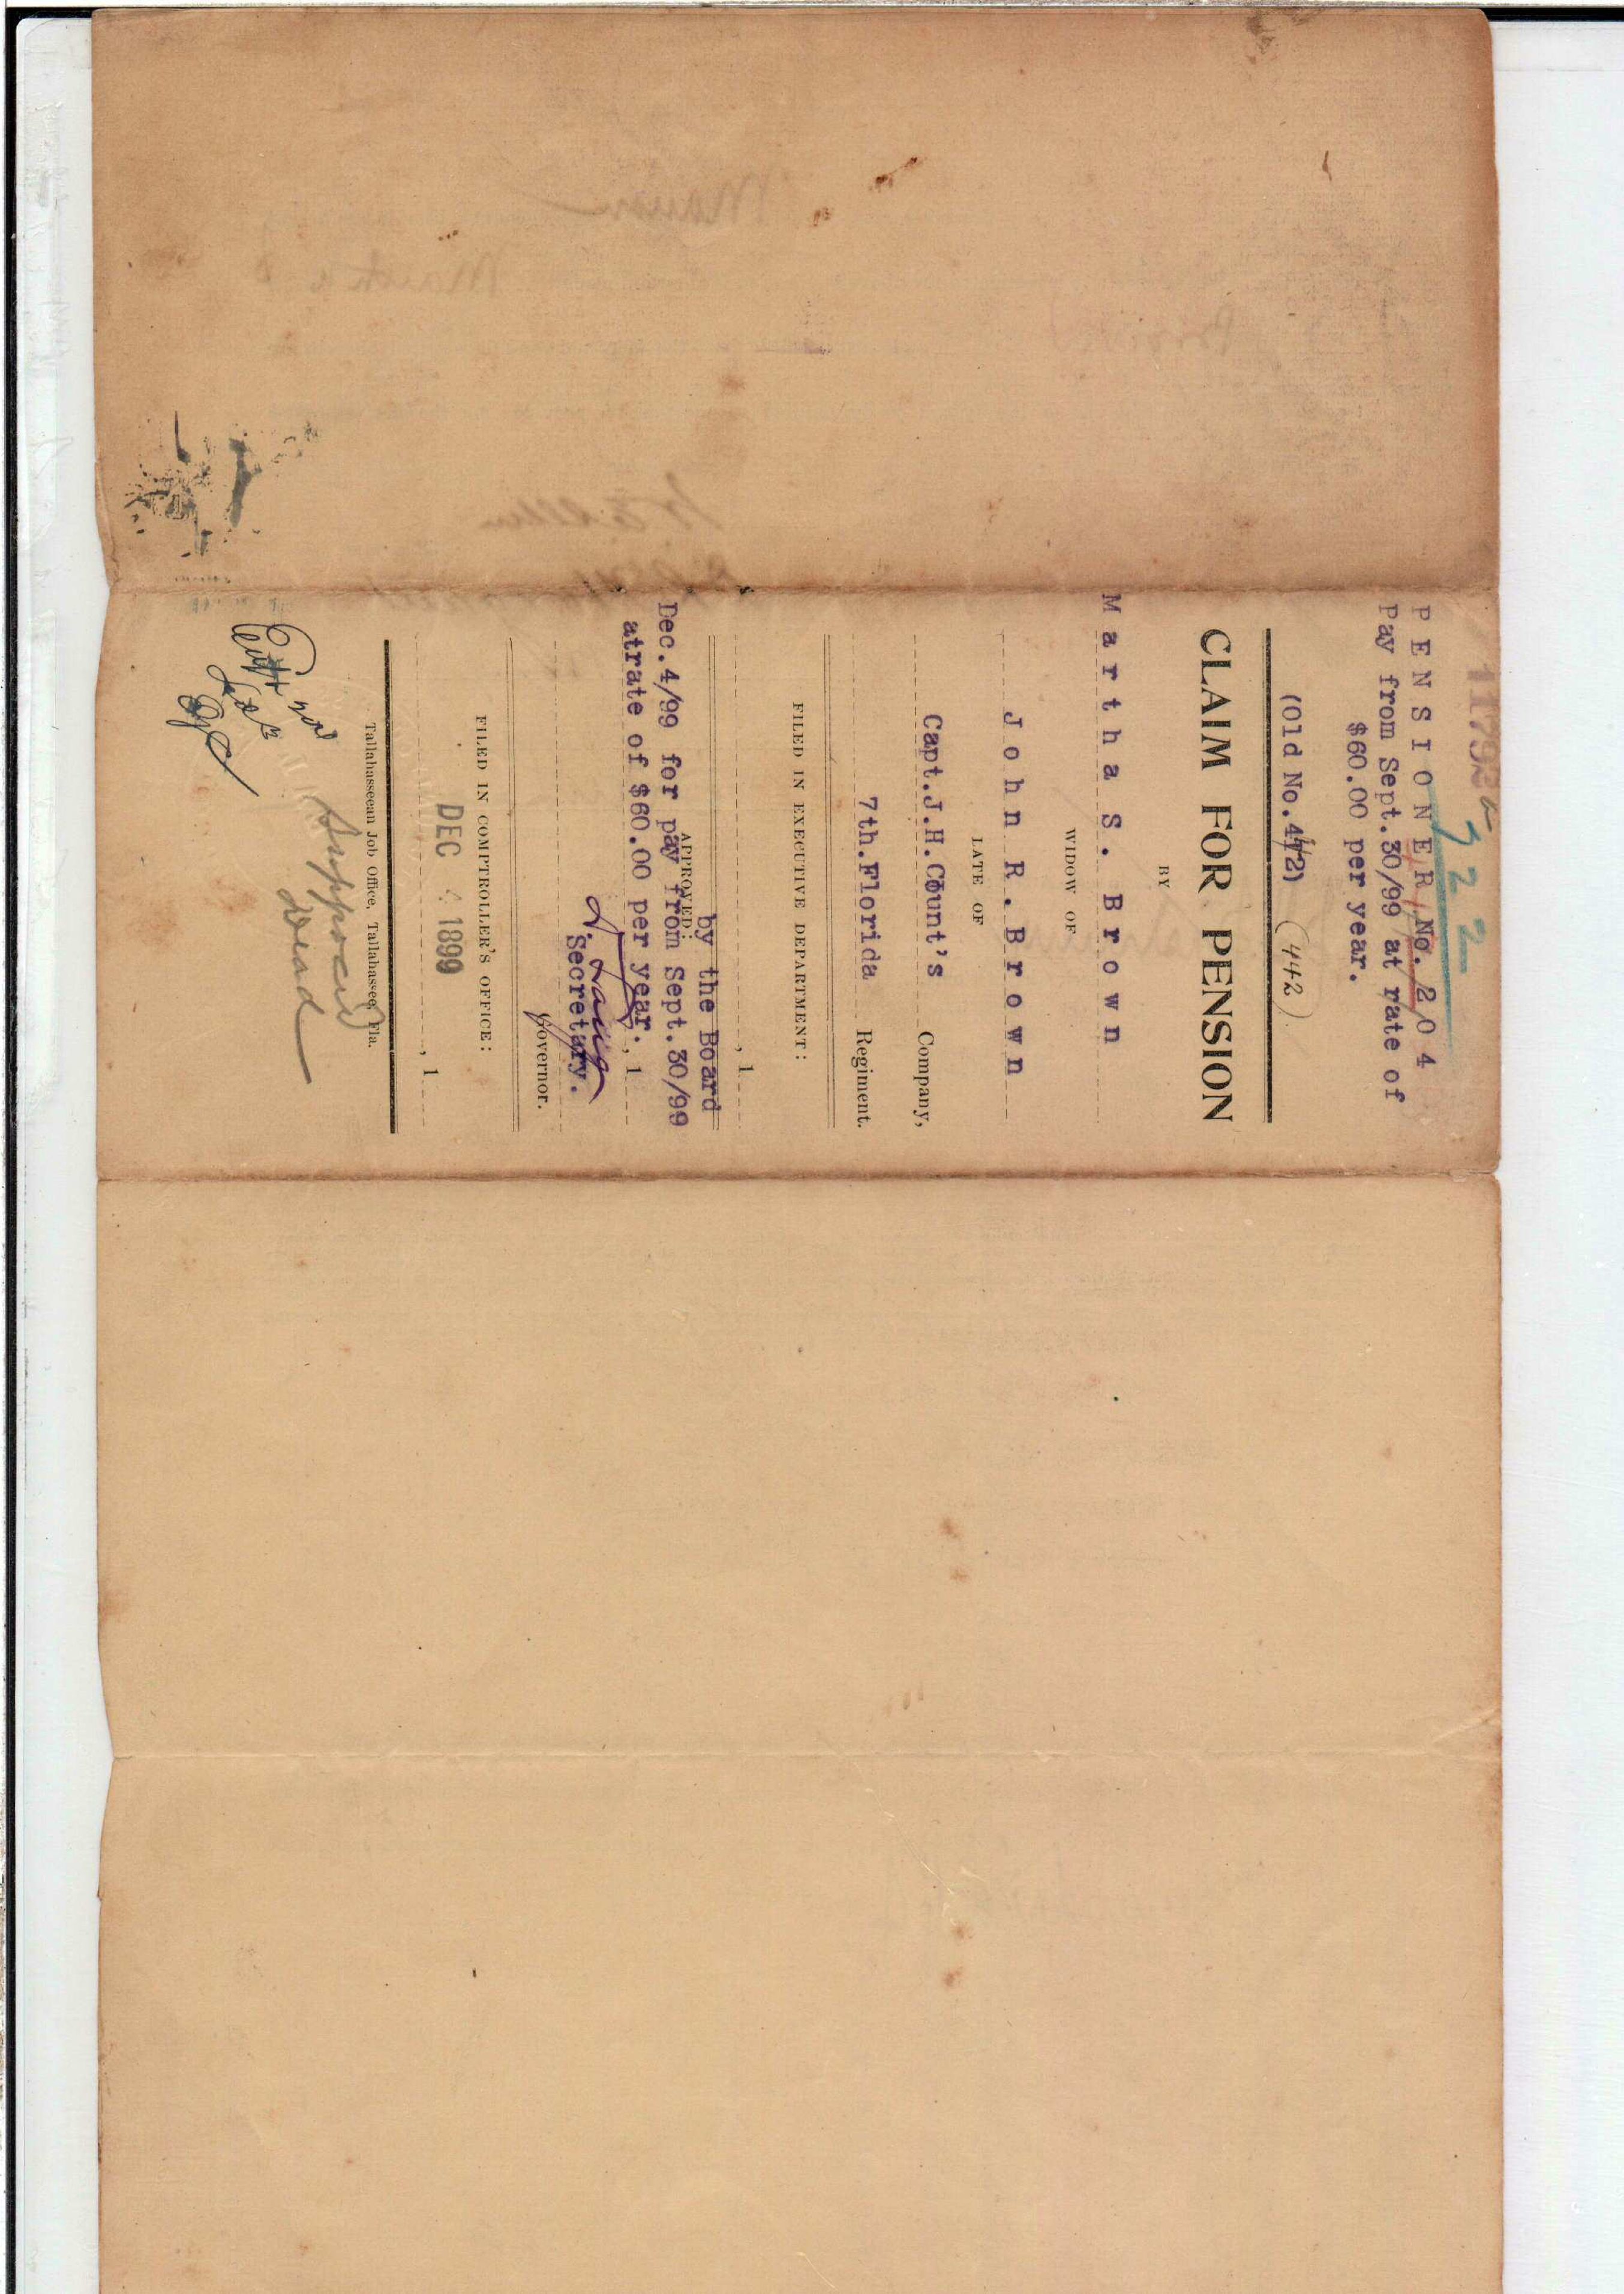 11792
322
PENSIONER No. 204
Pay from Sept.30/99 at rate of
$60.00 per year.
(Old No.442) (442)
CLAIM FOR PENSION
BY
Martha S. Brown
WIDOW OF
John R. Brown
LATE OF
Capt.J.H.Count's Company,
7th.Florida Regiment.
FILED IN EXECUTIVE DEPARTMENT:
, 1
by the Board
APPROVED:
Dec.4/99 for pay from Sept.30/99
atrate of $60.00 per year. , 1
Secretary.
Governor.
FILED IN COMPTROLLER'S OFFICE:
DEC 4 1899
, 1
Tallahasseean Job Office, Tallahassee, Fla.
Supposed
Dead